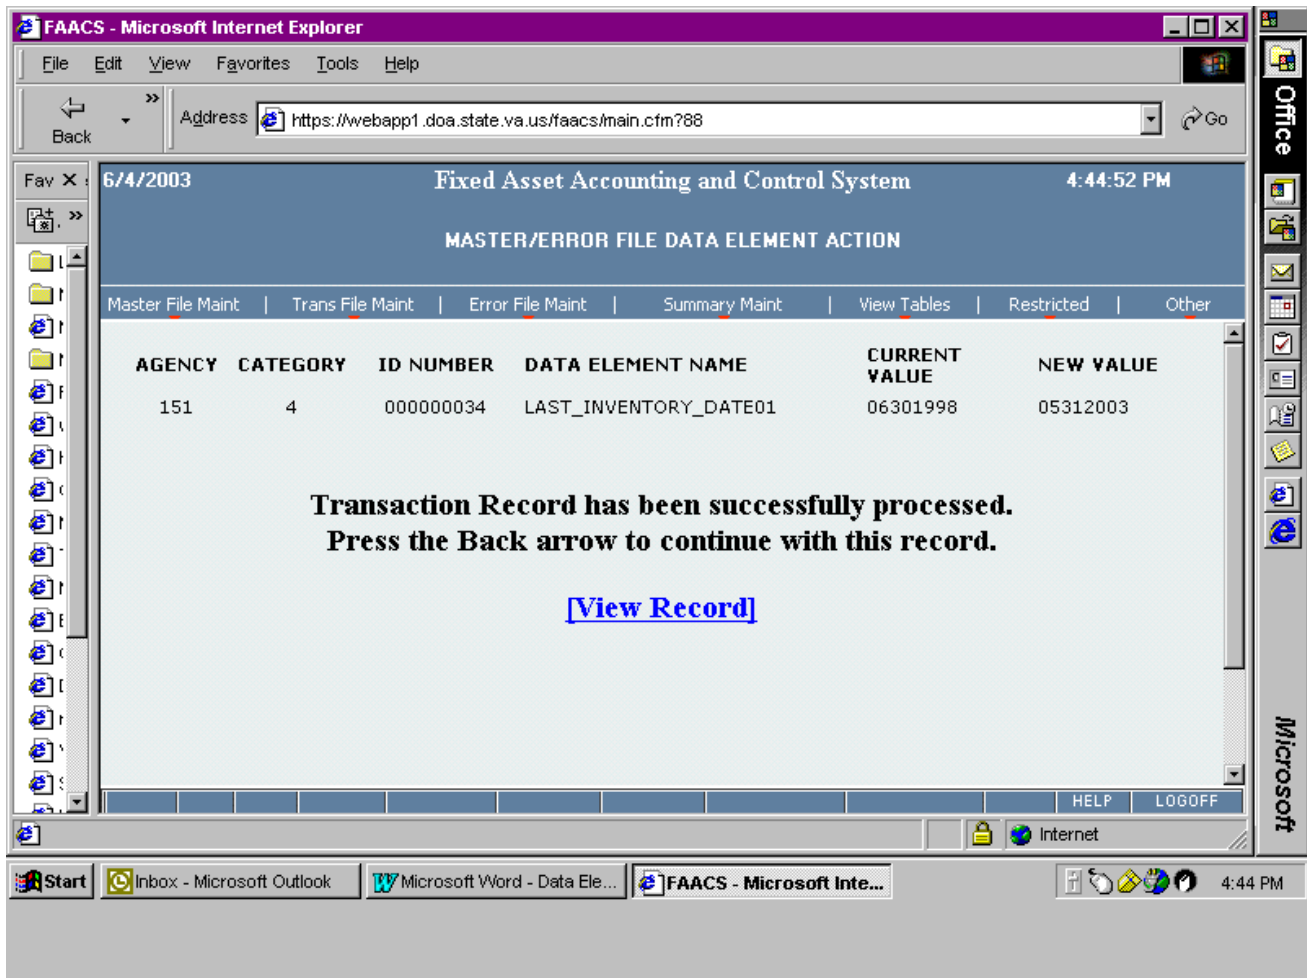 FAACS - Microsoft Internet Explorer
File Edit View Favorites Tools Help
Back
»
Address https://webapp1.doa.state.va.us/faacs/main.cfm?88
Go
Office
Fav X
»
6/4/2003 Fixed Asset Accounting and Control System 4:44:52 PM
MASTER/ERROR FILE DATA ELEMENT ACTION
Master File Maint | Trans File Maint | Error File Maint | Summary Maint | View Tables | Restricted | Other
AGENCY CATEGORY ID NUMBER DATA ELEMENT NAME CURRENT VALUE NEW VALUE
151 4 000000034 LAST_INVENTORY_DATE01 06301998 05312003
Transaction Record has been successfully processed.
Press the Back arrow to continue with this record.
[View Record]
HELP LOGOFF
Microsoft
Internet
Start Inbox - Microsoft Outlook Microsoft Word - Data Ele... FAACS - Microsoft Inte... 4:44 PM